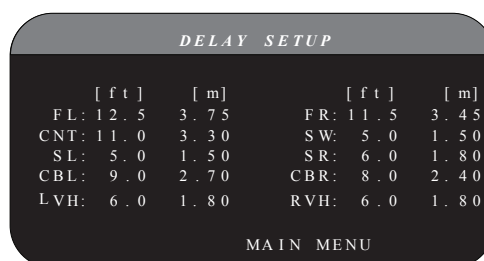 DELAY SETUP
[ft] [m] [ft] [m]
FL: 12.5 3.75 FR: 11.5 3.45
CNT: 11.0 3.30 SW: 5.0 1.50
SL: 5.0 1.50 SR: 6.0 1.80
CBL: 9.0 2.70 CBR: 8.0 2.40
LVH: 6.0 1.80 RVH: 6.0 1.80
MAIN MENU